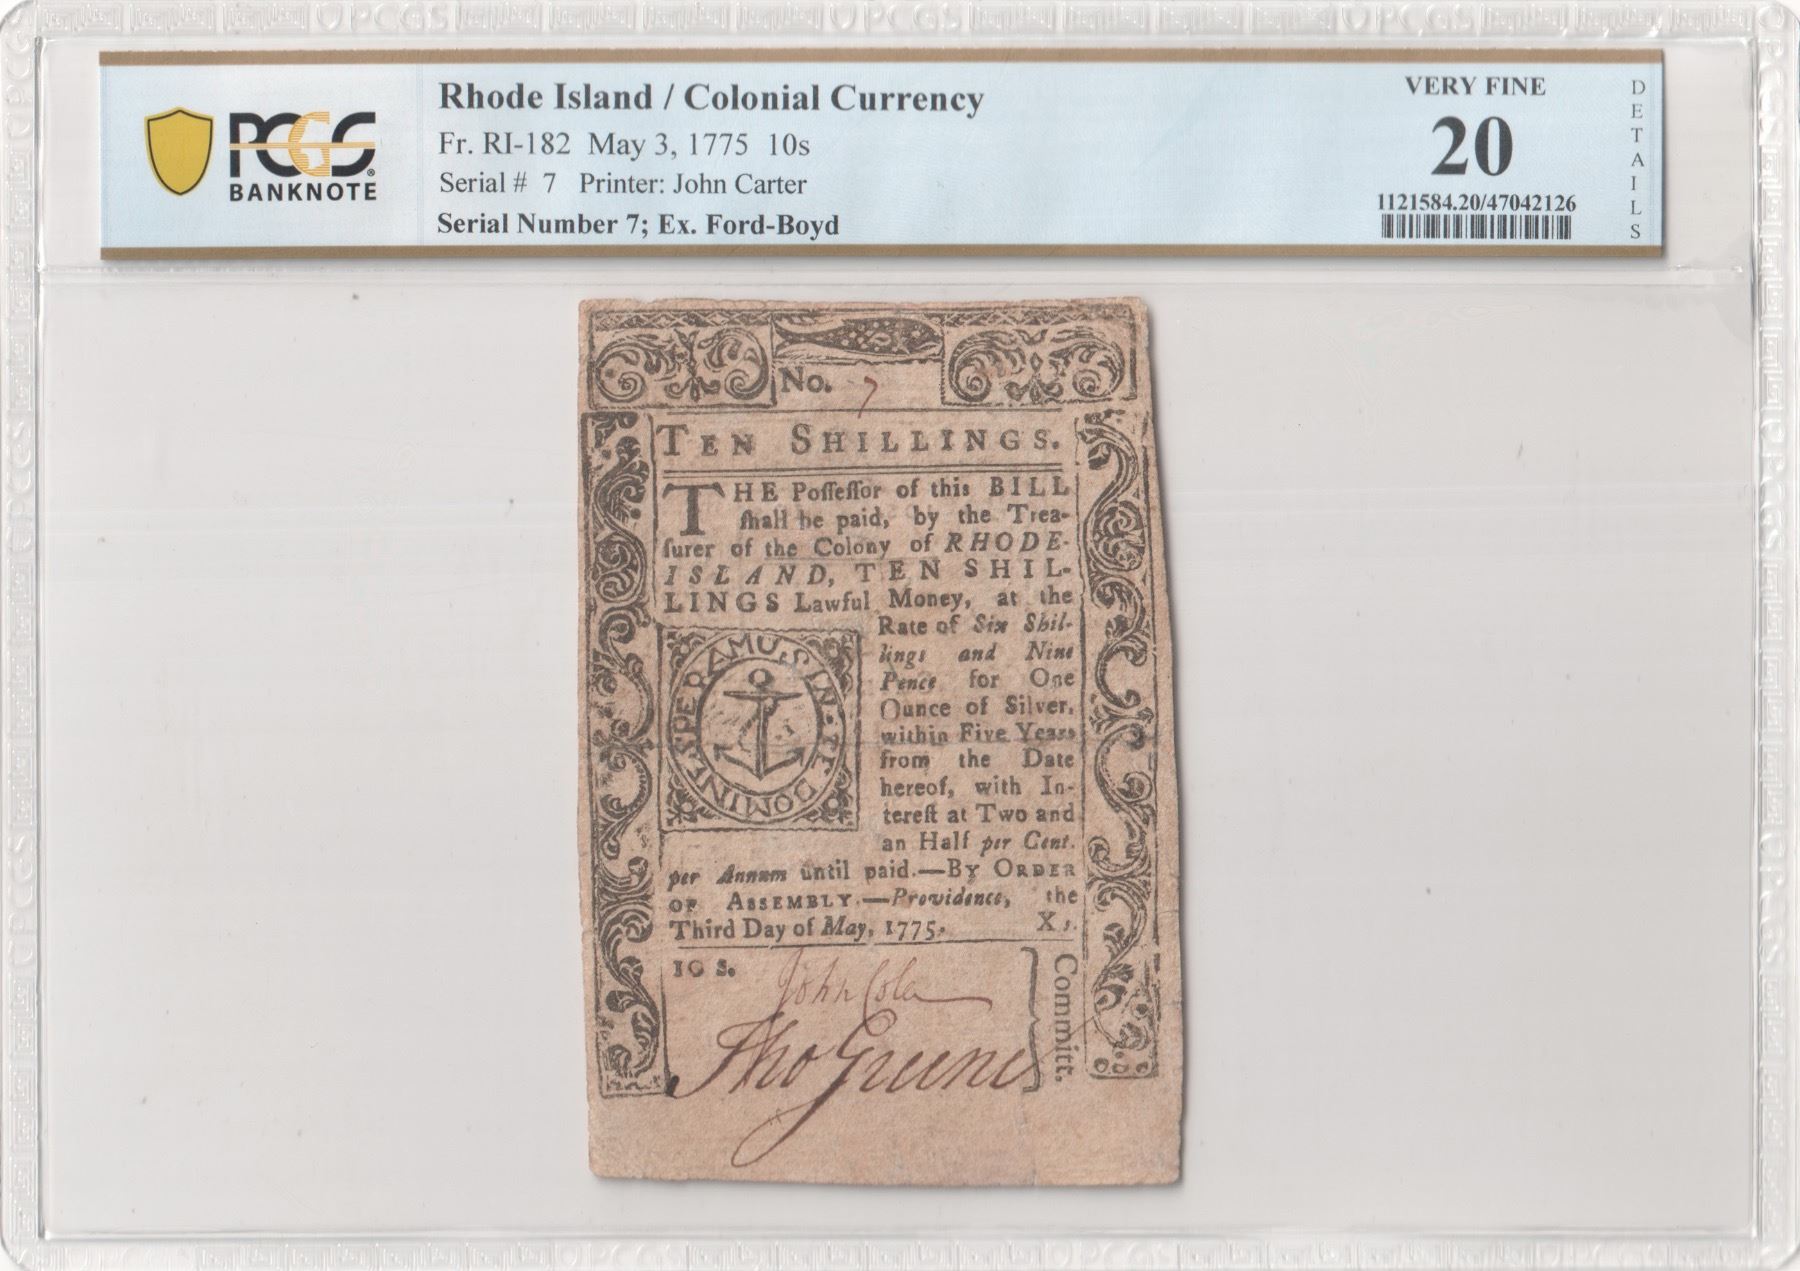 PCGS BANKNOTE
Rhode Island / Colonial Currency
Fr. RI-182 May 3, 1775 10s
Serial # 7 Printer: John Carter
Serial Number 7; Ex. Ford-Boyd
VERY FINE
20
1121584.20/47042126
DETAILS
No. 7
TEN SHILLINGS.
THE Poſſeſſor of this BILL
ſhall be paid, by the Trea-
ſurer of the Colony of RHODE-
ISLAND, TEN SHIL-
LINGS Lawful Money, at the
Rate of Six Shil-
lings and Nine
Pence for One
Ounce of Silver,
within Five Years
from the Date
hereof, with In-
tereſt at Two and
an Half per Cent.
per Annum until paid.—BY ORDER
OF ASSEMBLY.—Providence, the
Third Day of May, 1775.
X s.
IN TE DOMINE SPERAMUS
10 S.
John Cole
Tho Greene
Committ.